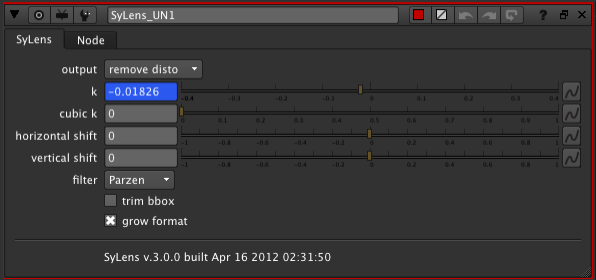 SyLens_UN1
?
SyLens Node
output remove disto
k -0.01826 -0.4 -0.3 -0.2 -0.1 0 0.1 0.2 0.3 0.4
cubic k 0 0 0.1 0.2 0.3 0.4 0.5 0.6 0.7 0.8 0.9 1
horizontal shift 0 -1 -0.8 -0.6 -0.4 -0.2 0 0.2 0.4 0.6 0.8 1
vertical shift 0 -1 -0.8 -0.6 -0.4 -0.2 0 0.2 0.4 0.6 0.8 1
filter Parzen
trim bbox
grow format
SyLens v.3.0.0 built Apr 16 2012 02:31:50